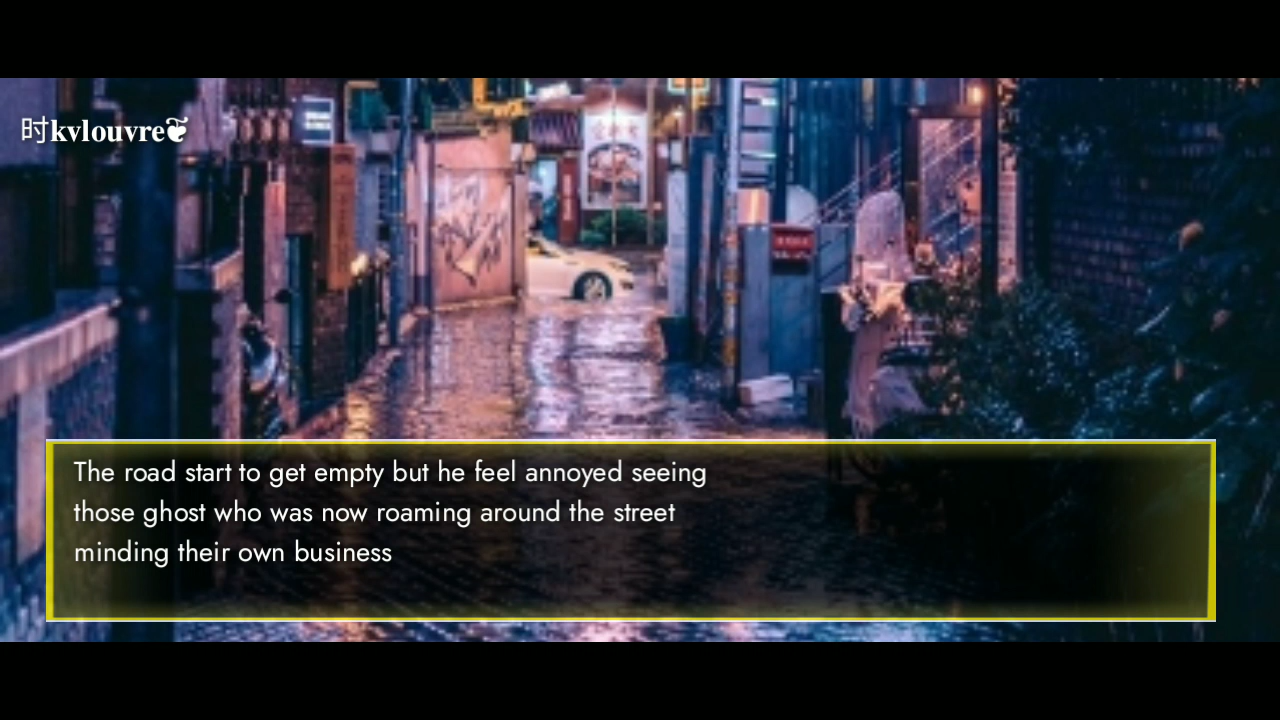 时kvlouvre❦
The road start to get empty but he feel annoyed seeing
those ghost who was now roaming around the street
minding their own business